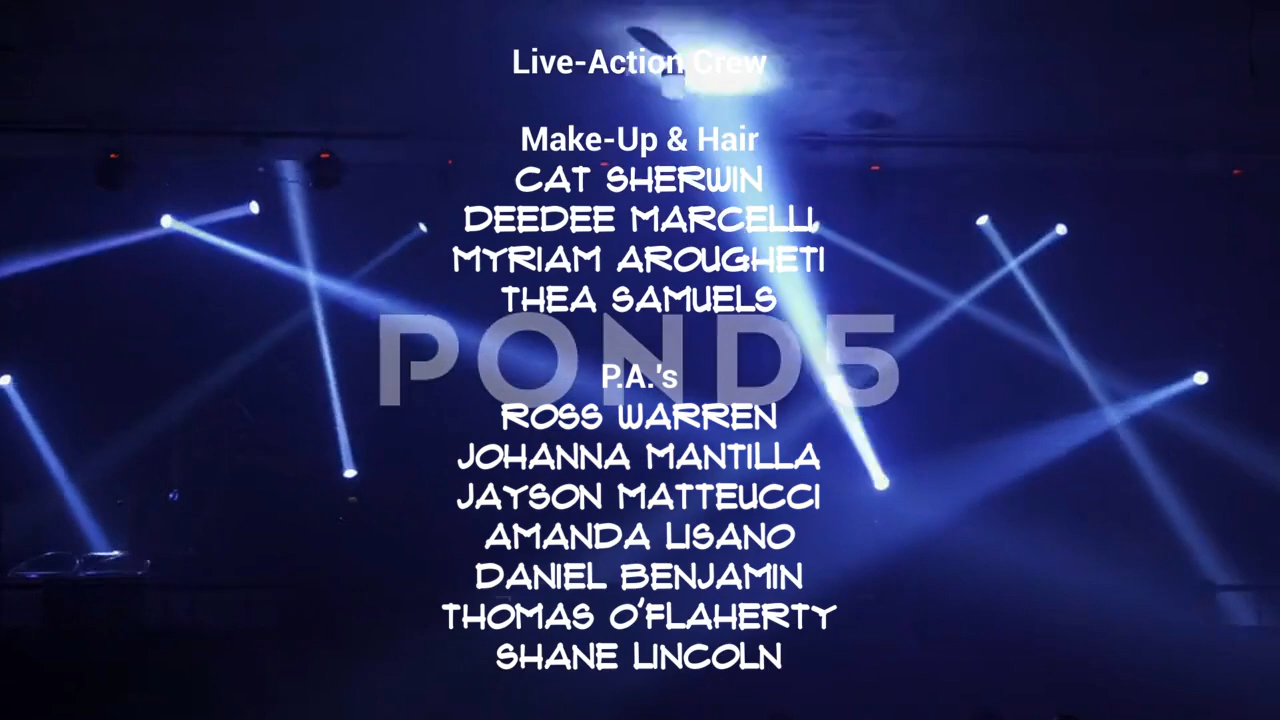 Live-Action Crew
Make-Up & Hair
CAT SHERWIN
DEEDEE MARCELLI
MYRIAM AROUGHETI
THEA SAMUELS
POND5
P.A.'s
ROSS WARREN
JOHANNA MANTILLA
JAYSON MATTEUCCI
AMANDA LISANO
DANIEL BENJAMIN
THOMAS O'FLAHERTY
SHANE LINCOLN